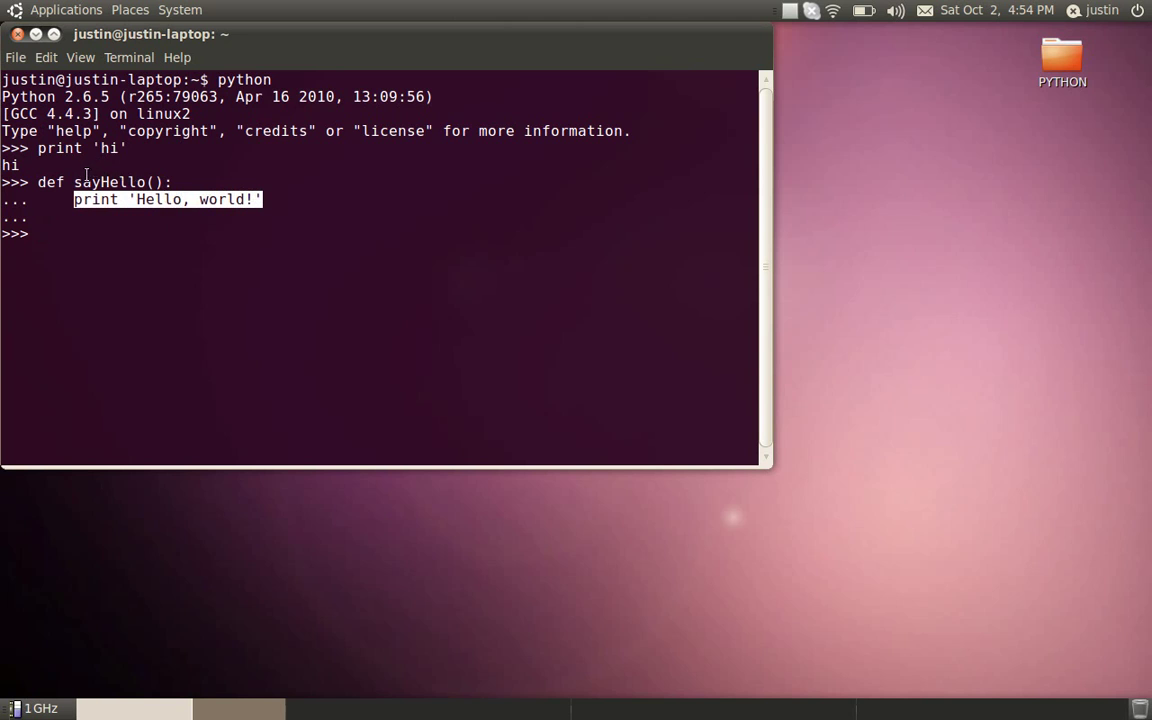 Applications Places System
Sat Oct 2, 4:54 PM justin
justin@justin-laptop: ~
File Edit View Terminal Help
justin@justin-laptop:~$ python
Python 2.6.5 (r265:79063, Apr 16 2010, 13:09:56)
[GCC 4.4.3] on linux2
Type "help", "copyright", "credits" or "license" for more information.
>>> print 'hi'
hi
>>> def sayHello():
...     print 'Hello, world!'
...
>>>
PYTHON
1 GHz